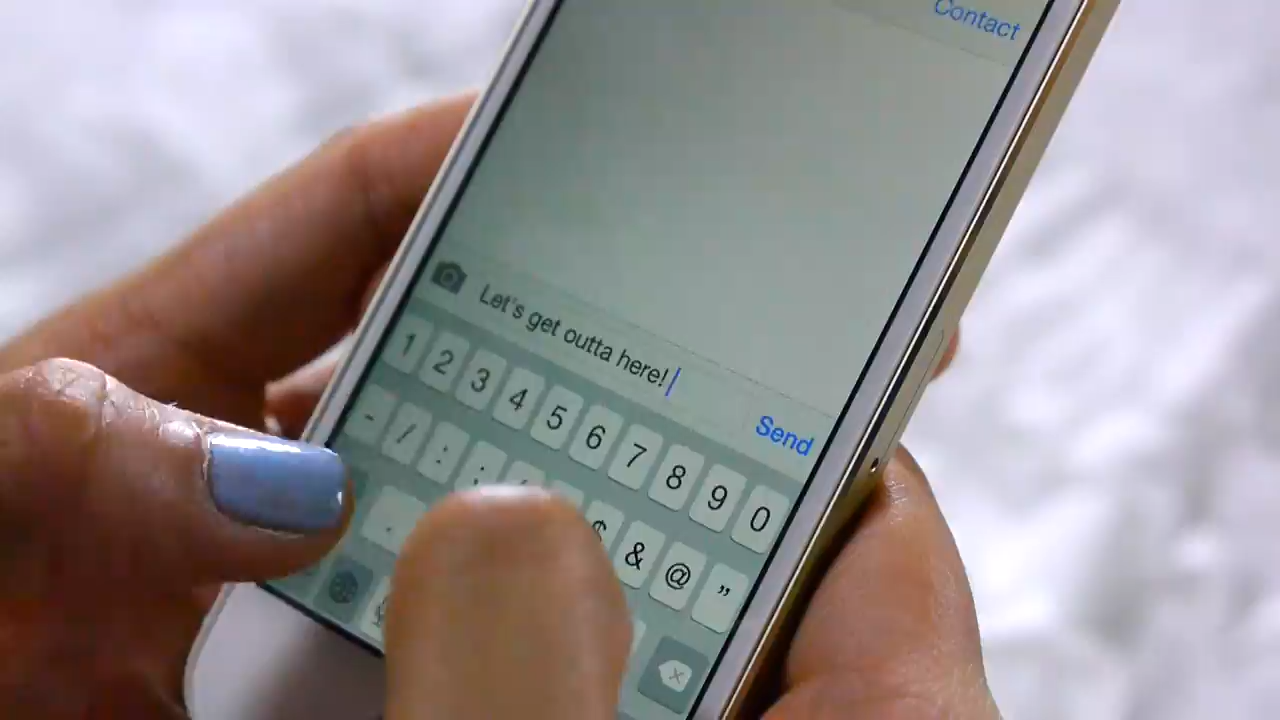 Contact
Let's get outta here!
Send
1 2 3 4 5 6 7 8 9 0
- / : ; ( $ & @ "
.